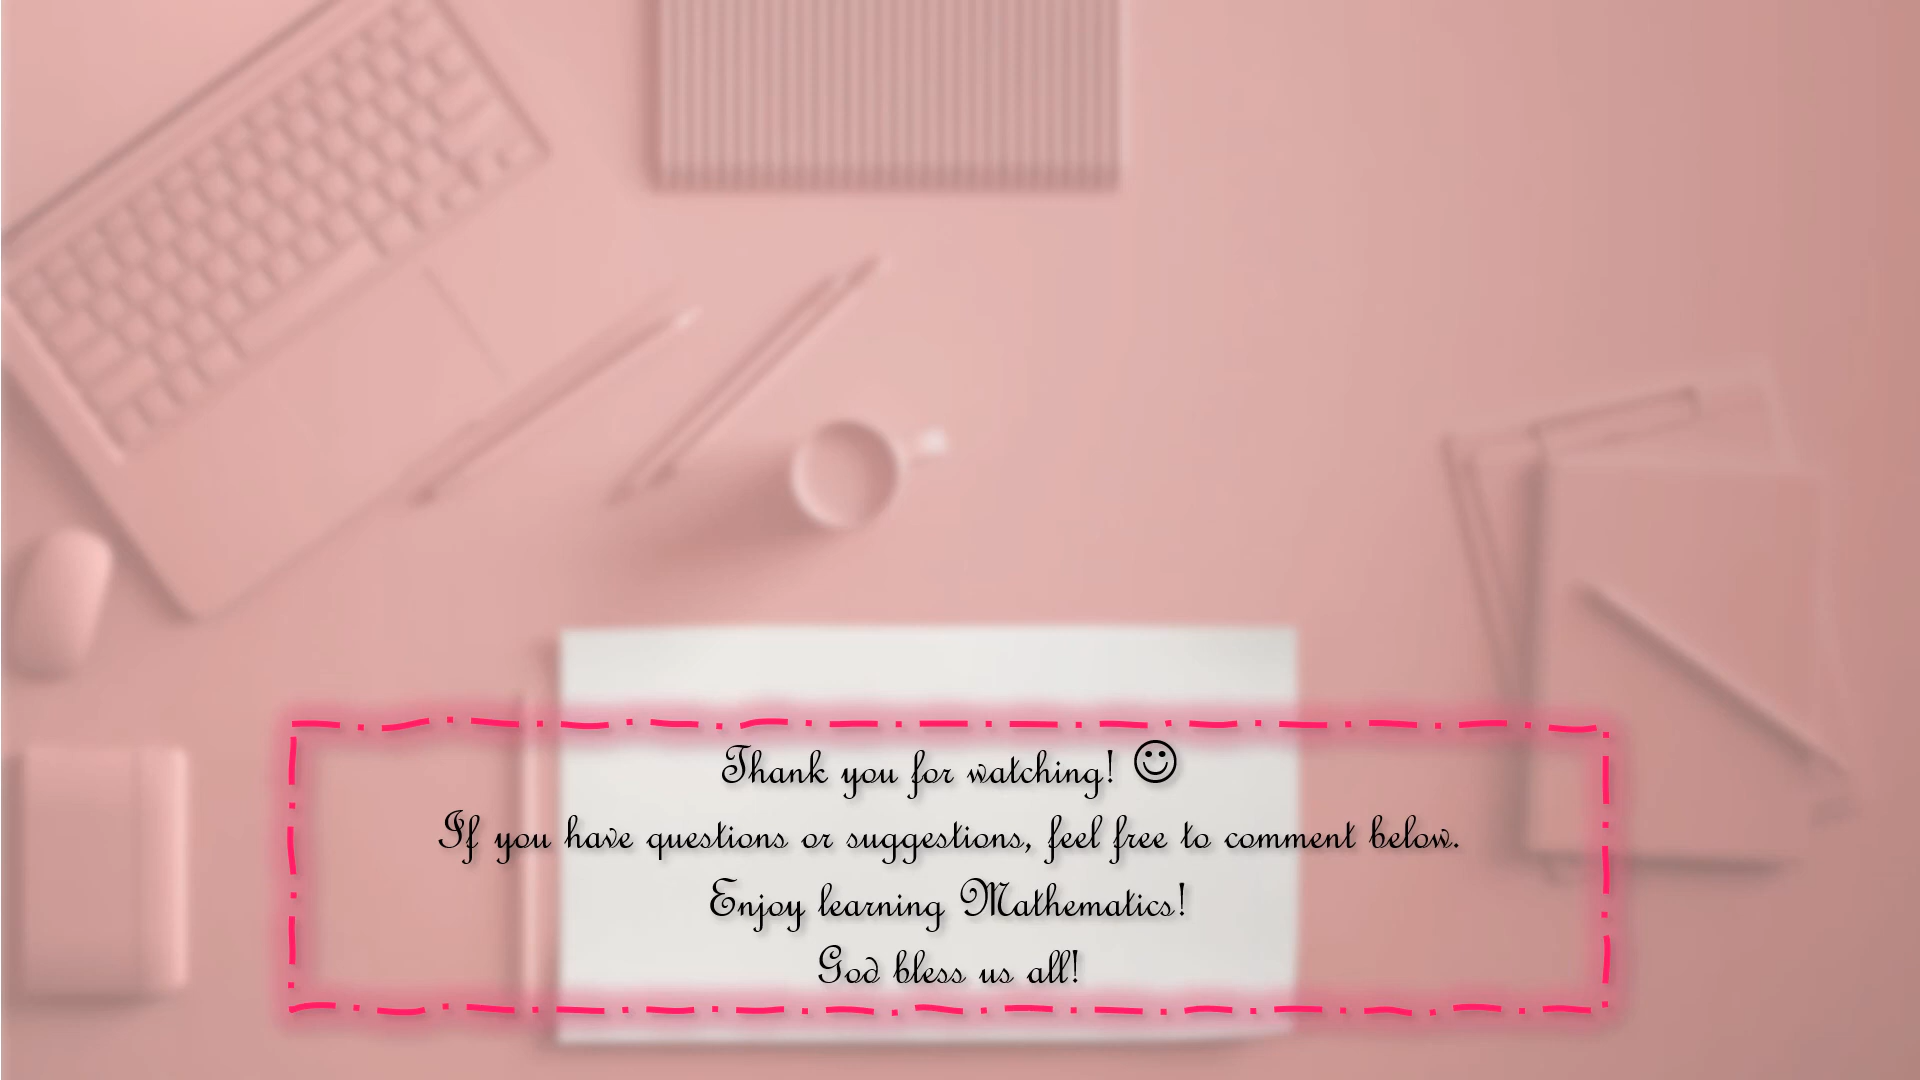 Thank you for watching! ☺
If you have questions or suggestions, feel free to comment below.
Enjoy learning Mathematics!
God bless us all!